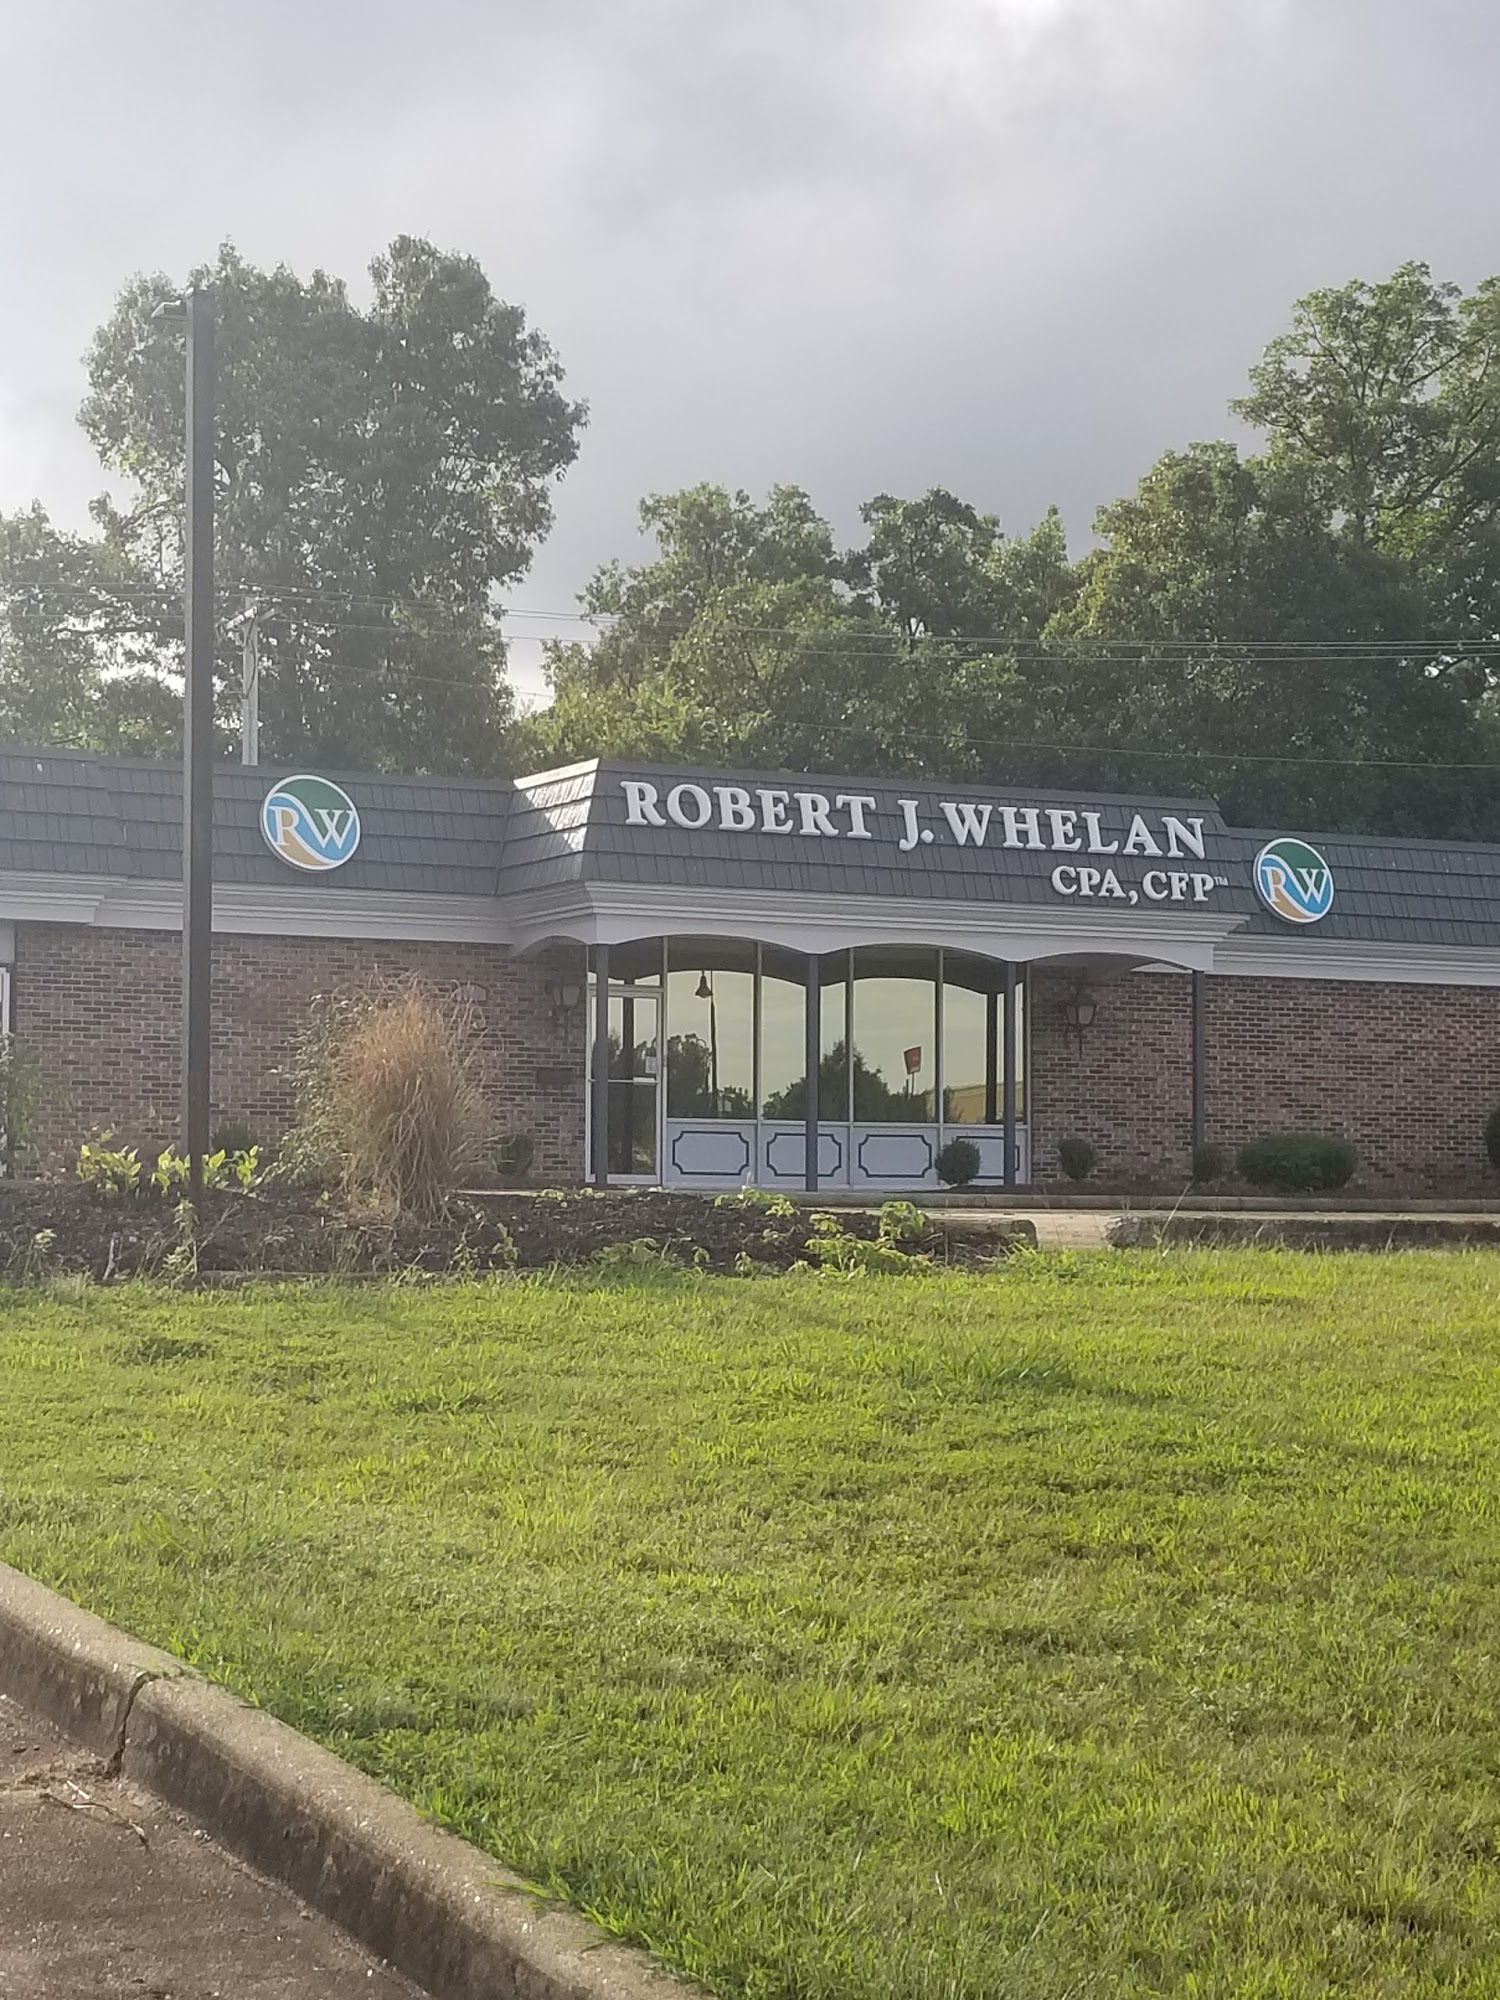 RW
ROBERT J. WHELAN
CPA, CFP™
RW